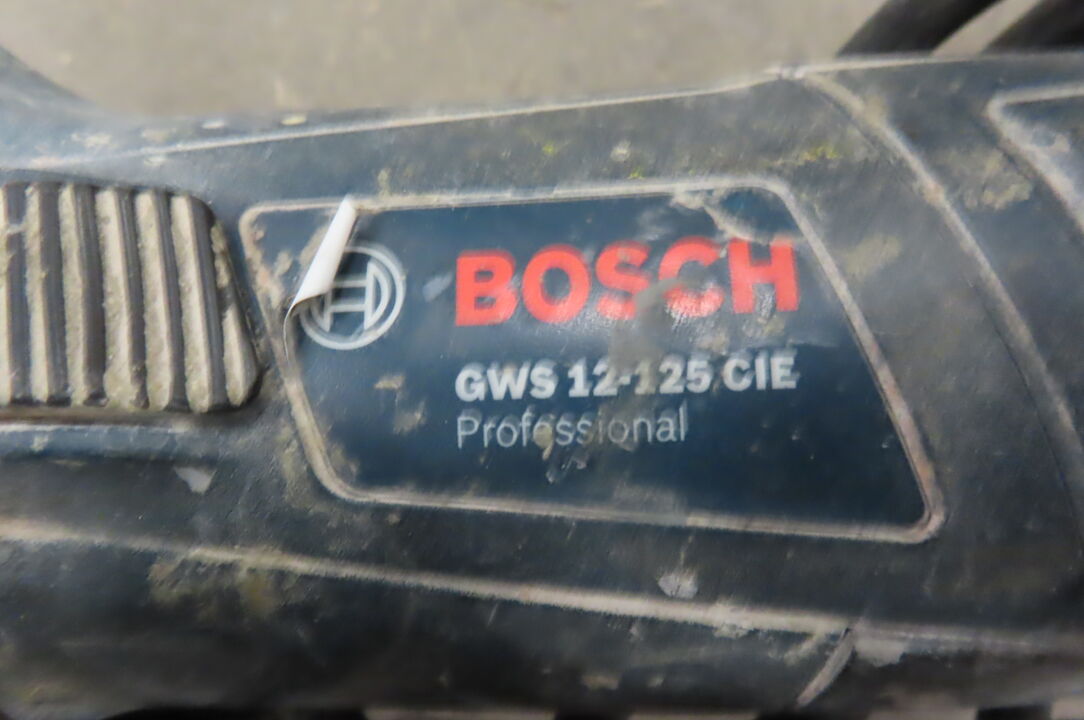 BOSCH
GWS 12-125 CIE
Professional